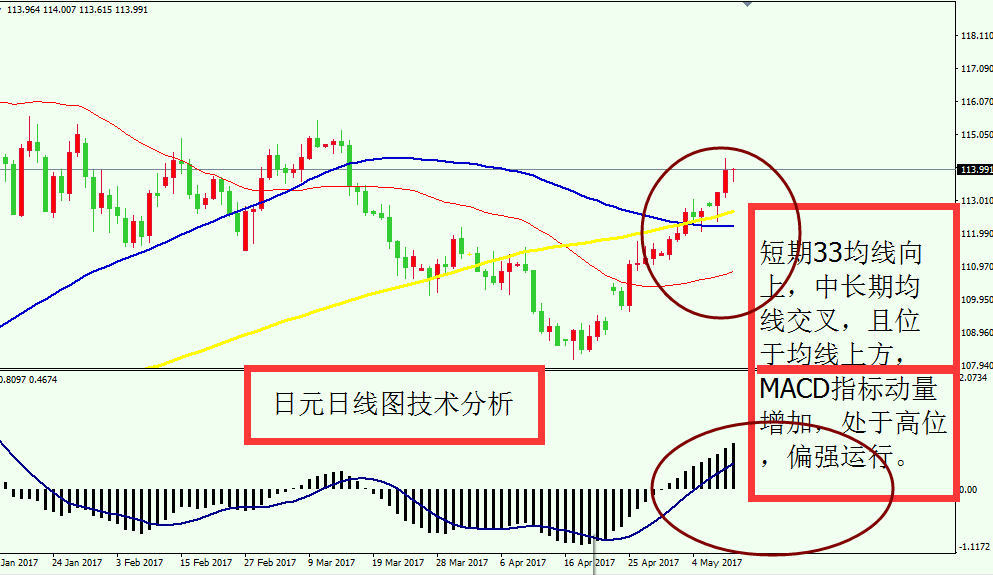 113.964 114.007 113.615 113.991
118.110
117.090
116.070
115.050
113.991
113.010
111.990
110.970
109.950
108.960
107.940
短期33均线向
上，中长期均
线交叉，且位
于均线上方，
MACD指标动量
增加，处于高位
，偏强运行。
日元日线图技术分析
0.8097 0.4674
2.0734
0.00
-1.1172
Jan 2017 24 Jan 2017 3 Feb 2017 15 Feb 2017 27 Feb 2017 9 Mar 2017 19 Mar 2017 28 Mar 2017 6 Apr 2017 16 Apr 2017 25 Apr 2017 4 May 2017